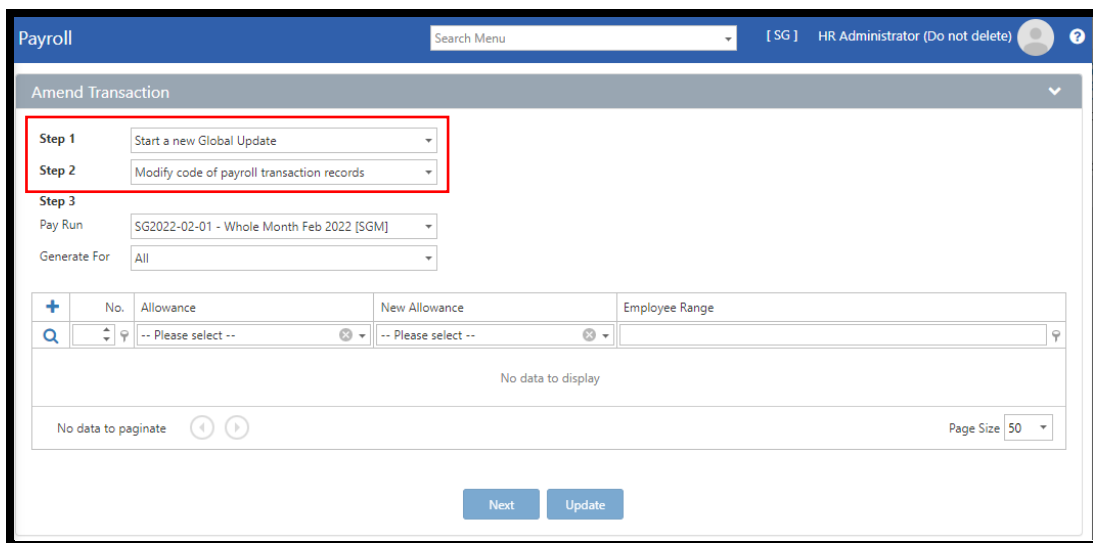 Payroll
Search Menu
[ SG ] HR Administrator (Do not delete)
?
Amend Transaction
Step 1 Start a new Global Update
Step 2 Modify code of payroll transaction records
Step 3
Pay Run SG2022-02-01 - Whole Month Feb 2022 [SGM]
Generate For All
No. Allowance New Allowance Employee Range
-- Please select -- -- Please select --
No data to display
No data to paginate Page Size 50
Next Update